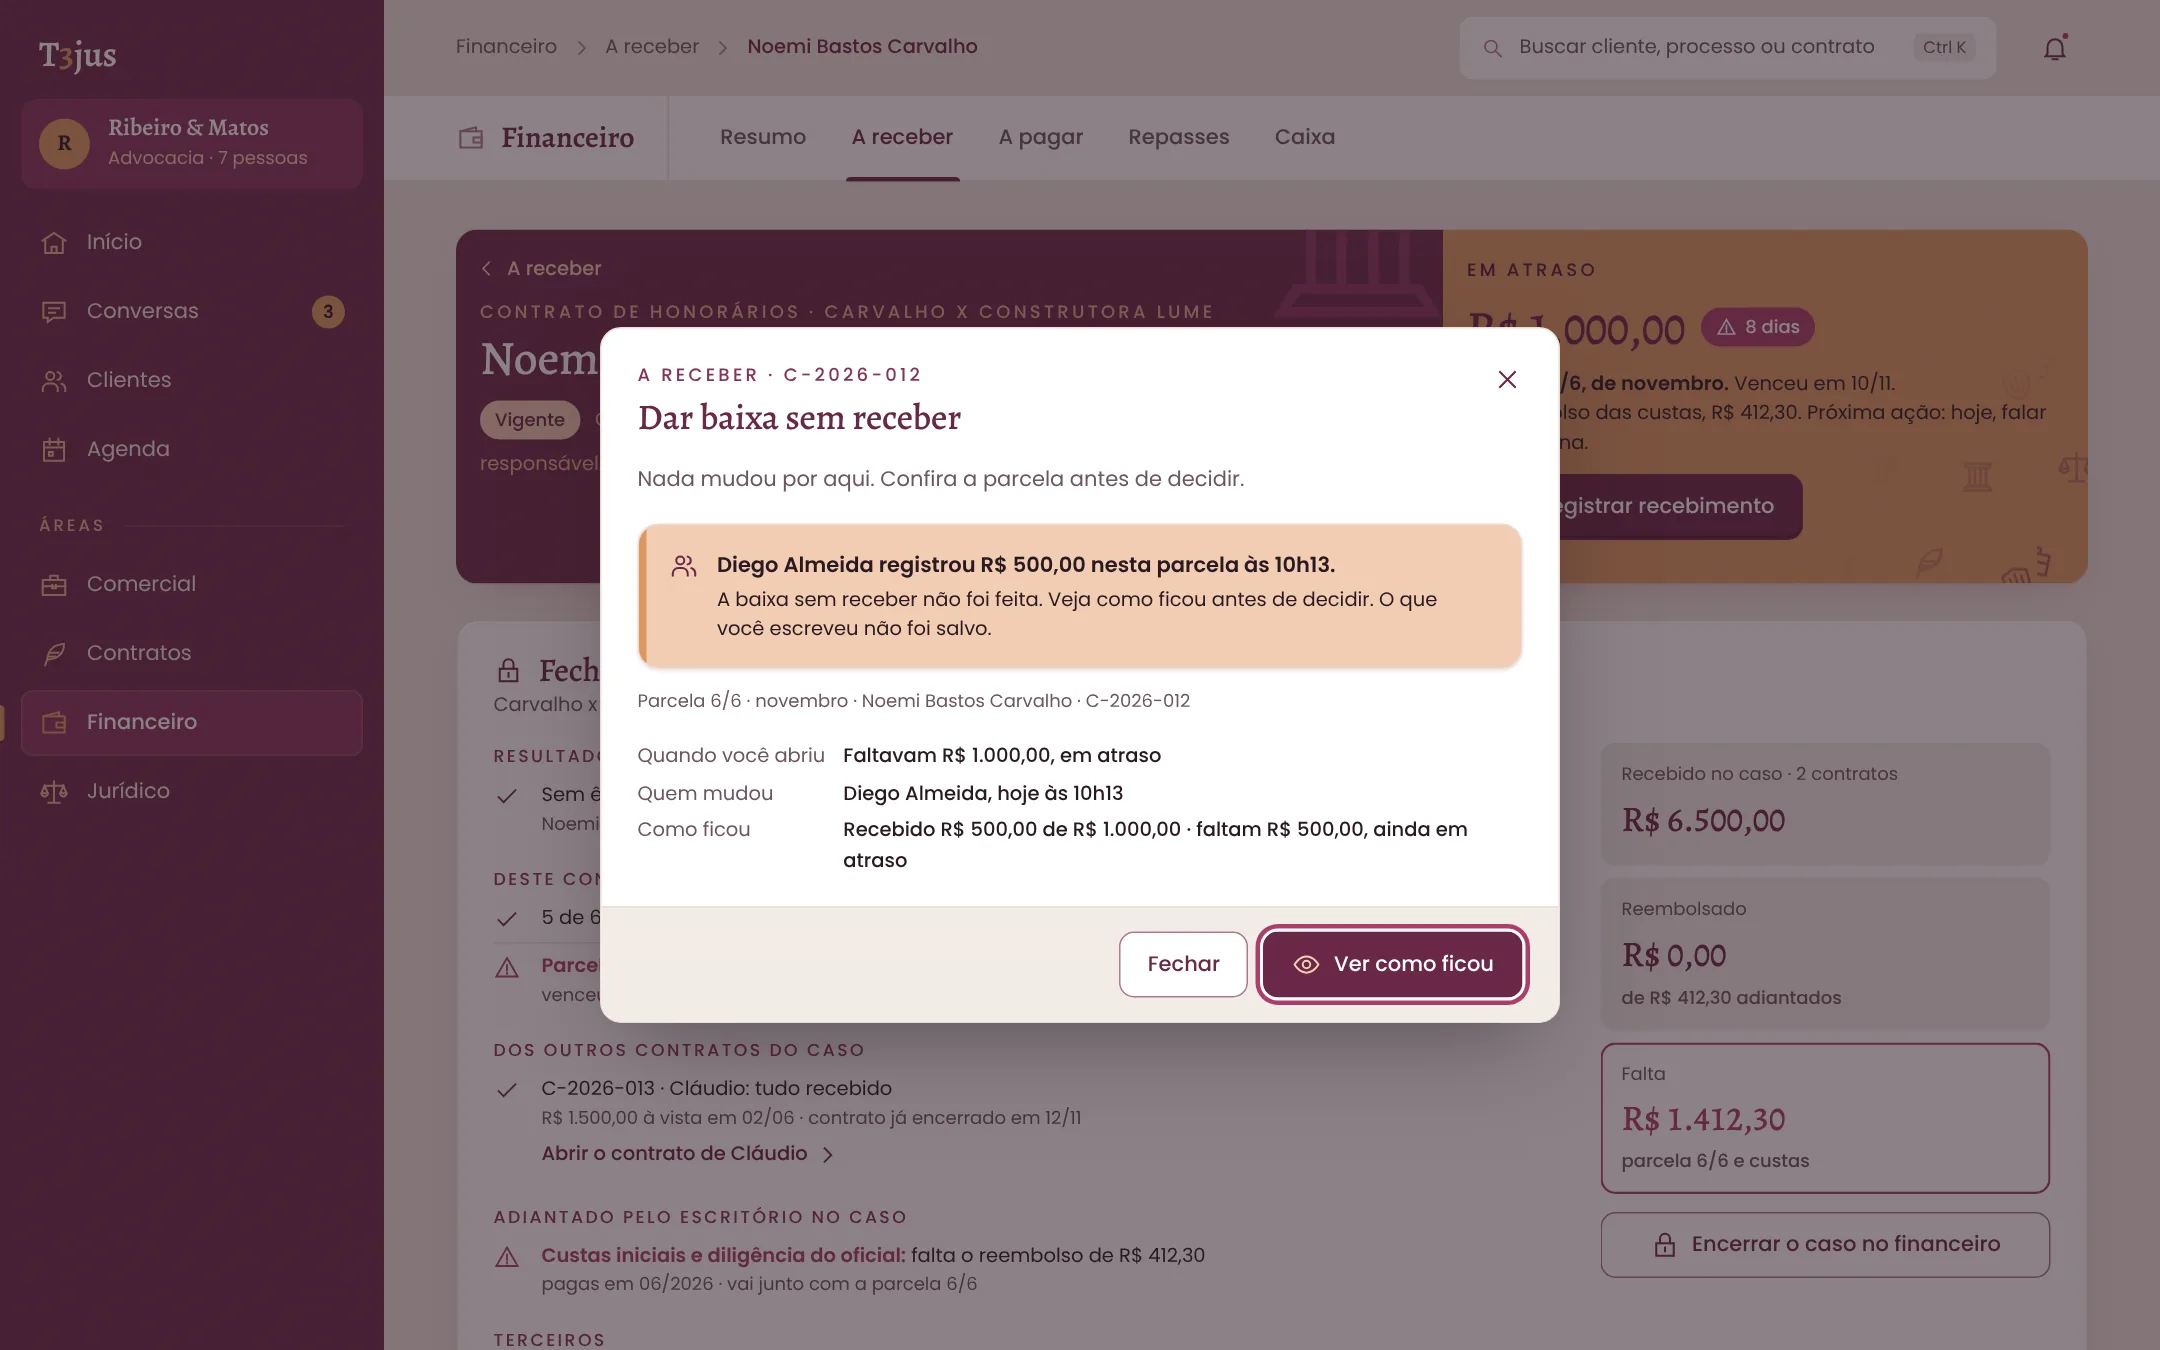 T3jus
R
Ribeiro & Matos
Advocacia · 7 pessoas
Início
Conversas
3
Clientes
Agenda
ÁREAS
Comercial
Contratos
Financeiro
Jurídico
Financeiro
A receber
Noemi Bastos Carvalho
Buscar cliente, processo ou contrato
Ctrl K
Financeiro
Resumo
A receber
A pagar
Repasses
Caixa
A receber
CONTRATO DE HONORÁRIOS · CARVALHO X CONSTRUTORA LUME
Noem
Vigente
responsável
EM ATRASO
R$ 1.000,00
8 dias
/6, de novembro. Venceu em 10/11.
lso das custas, R$ 412,30. Próxima ação: hoje, falar
na.
egistrar recebimento
A RECEBER · C-2026-012
Dar baixa sem receber
Nada mudou por aqui. Confira a parcela antes de decidir.
Diego Almeida registrou R$ 500,00 nesta parcela às 10h13.
A baixa sem receber não foi feita. Veja como ficou antes de decidir. O que
você escreveu não foi salvo.
Parcela 6/6 · novembro · Noemi Bastos Carvalho · C-2026-012
Quando você abriu Faltavam R$ 1.000,00, em atraso
Quem mudou Diego Almeida, hoje às 10h13
Como ficou Recebido R$ 500,00 de R$ 1.000,00 · faltam R$ 500,00, ainda em
atraso
Fechar
Ver como ficou
Fech
Carvalho x
RESULTADO
Sem ê
Noemi
DESTE CON
5 de 6
Parce
venceu
DOS OUTROS CONTRATOS DO CASO
C-2026-013 · Cláudio: tudo recebido
R$ 1.500,00 à vista em 02/06 · contrato já encerrado em 12/11
Abrir o contrato de Cláudio
ADIANTADO PELO ESCRITÓRIO NO CASO
Custas iniciais e diligência do oficial: falta o reembolso de R$ 412,30
pagas em 06/2026 · vai junto com a parcela 6/6
TERCEIROS
Recebido no caso · 2 contratos
R$ 6.500,00
Reembolsado
R$ 0,00
de R$ 412,30 adiantados
Falta
R$ 1.412,30
parcela 6/6 e custas
Encerrar o caso no financeiro